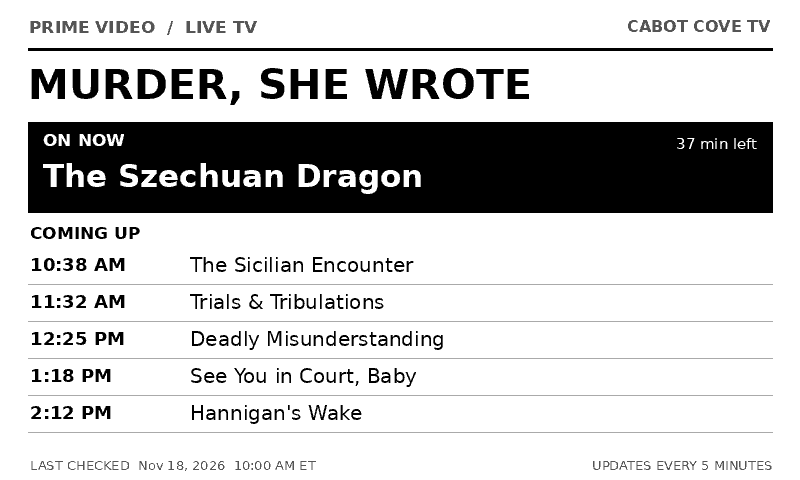 PRIME VIDEO / LIVE TV
CABOT COVE TV
MURDER, SHE WROTE
ON NOW
37 min left
The Szechuan Dragon
COMING UP
10:38 AM The Sicilian Encounter
11:32 AM Trials & Tribulations
12:25 PM Deadly Misunderstanding
1:18 PM See You in Court, Baby
2:12 PM Hannigan's Wake
LAST CHECKED Nov 18, 2026 10:00 AM ET
UPDATES EVERY 5 MINUTES